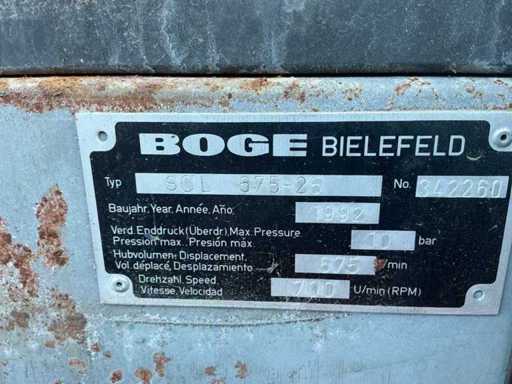 BOGE BIELEFELD
Typ 675-25 No. 342260
Baujahr, Year, Année, Año: 1992
Verd. Enddruck (Überdr), Max. Pressure
Pression max., Presión máx. 10 bar
Hubvolumen: Displacement,
Vol. déplacé, Desplazamiento 675 l/min
Drehzahl, Speed
Vitesse, Velocidad 700 U/min (RPM)